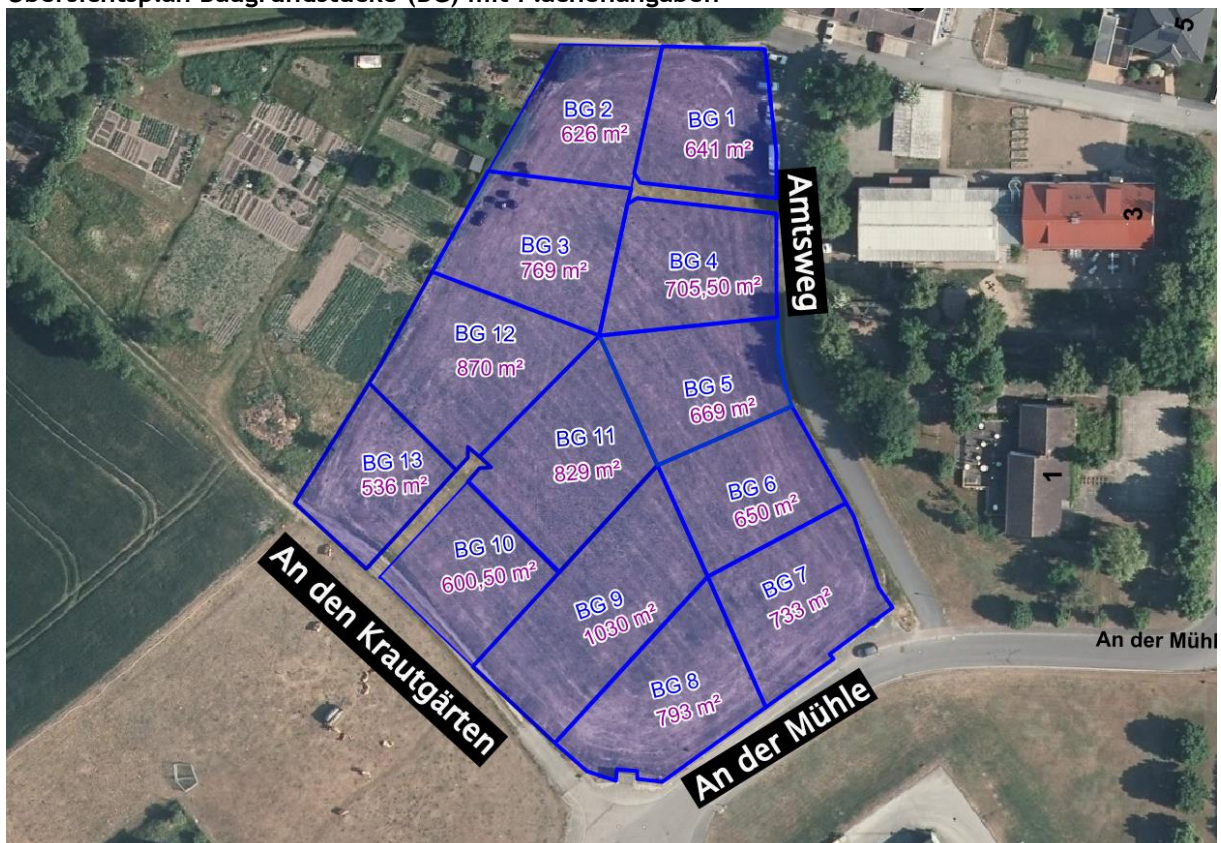 Übersichtsplan Baugrundstücke (BG) mit Flächenangaben
5
BG 2
626 m²
BG 1
641 m²
Amtsweg
3
BG 3
769 m²
BG 4
705,50 m²
BG 12
870 m²
BG 5
669 m²
BG 11
829 m²
BG 13
536 m²
BG 6
650 m²
1
BG 10
600,50 m²
BG 9
1030 m²
BG 7
733 m²
An den Krautgärten
An der Mühl
BG 8
793 m²
An der Mühle